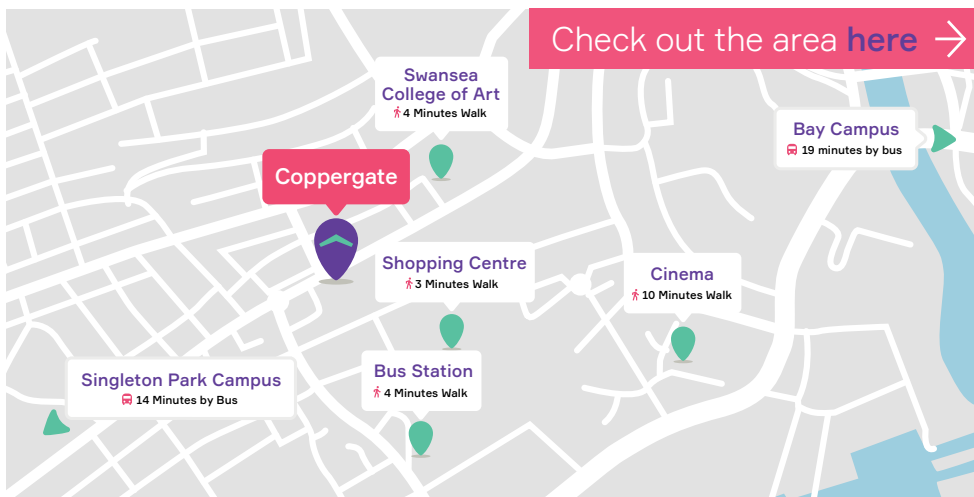 Check out the area here
Swansea
College of Art
4 Minutes Walk
Bay Campus
19 minutes by bus
Coppergate
Shopping Centre
3 Minutes Walk
Cinema
10 Minutes Walk
Bus Station
4 Minutes Walk
Singleton Park Campus
14 Minutes by Bus